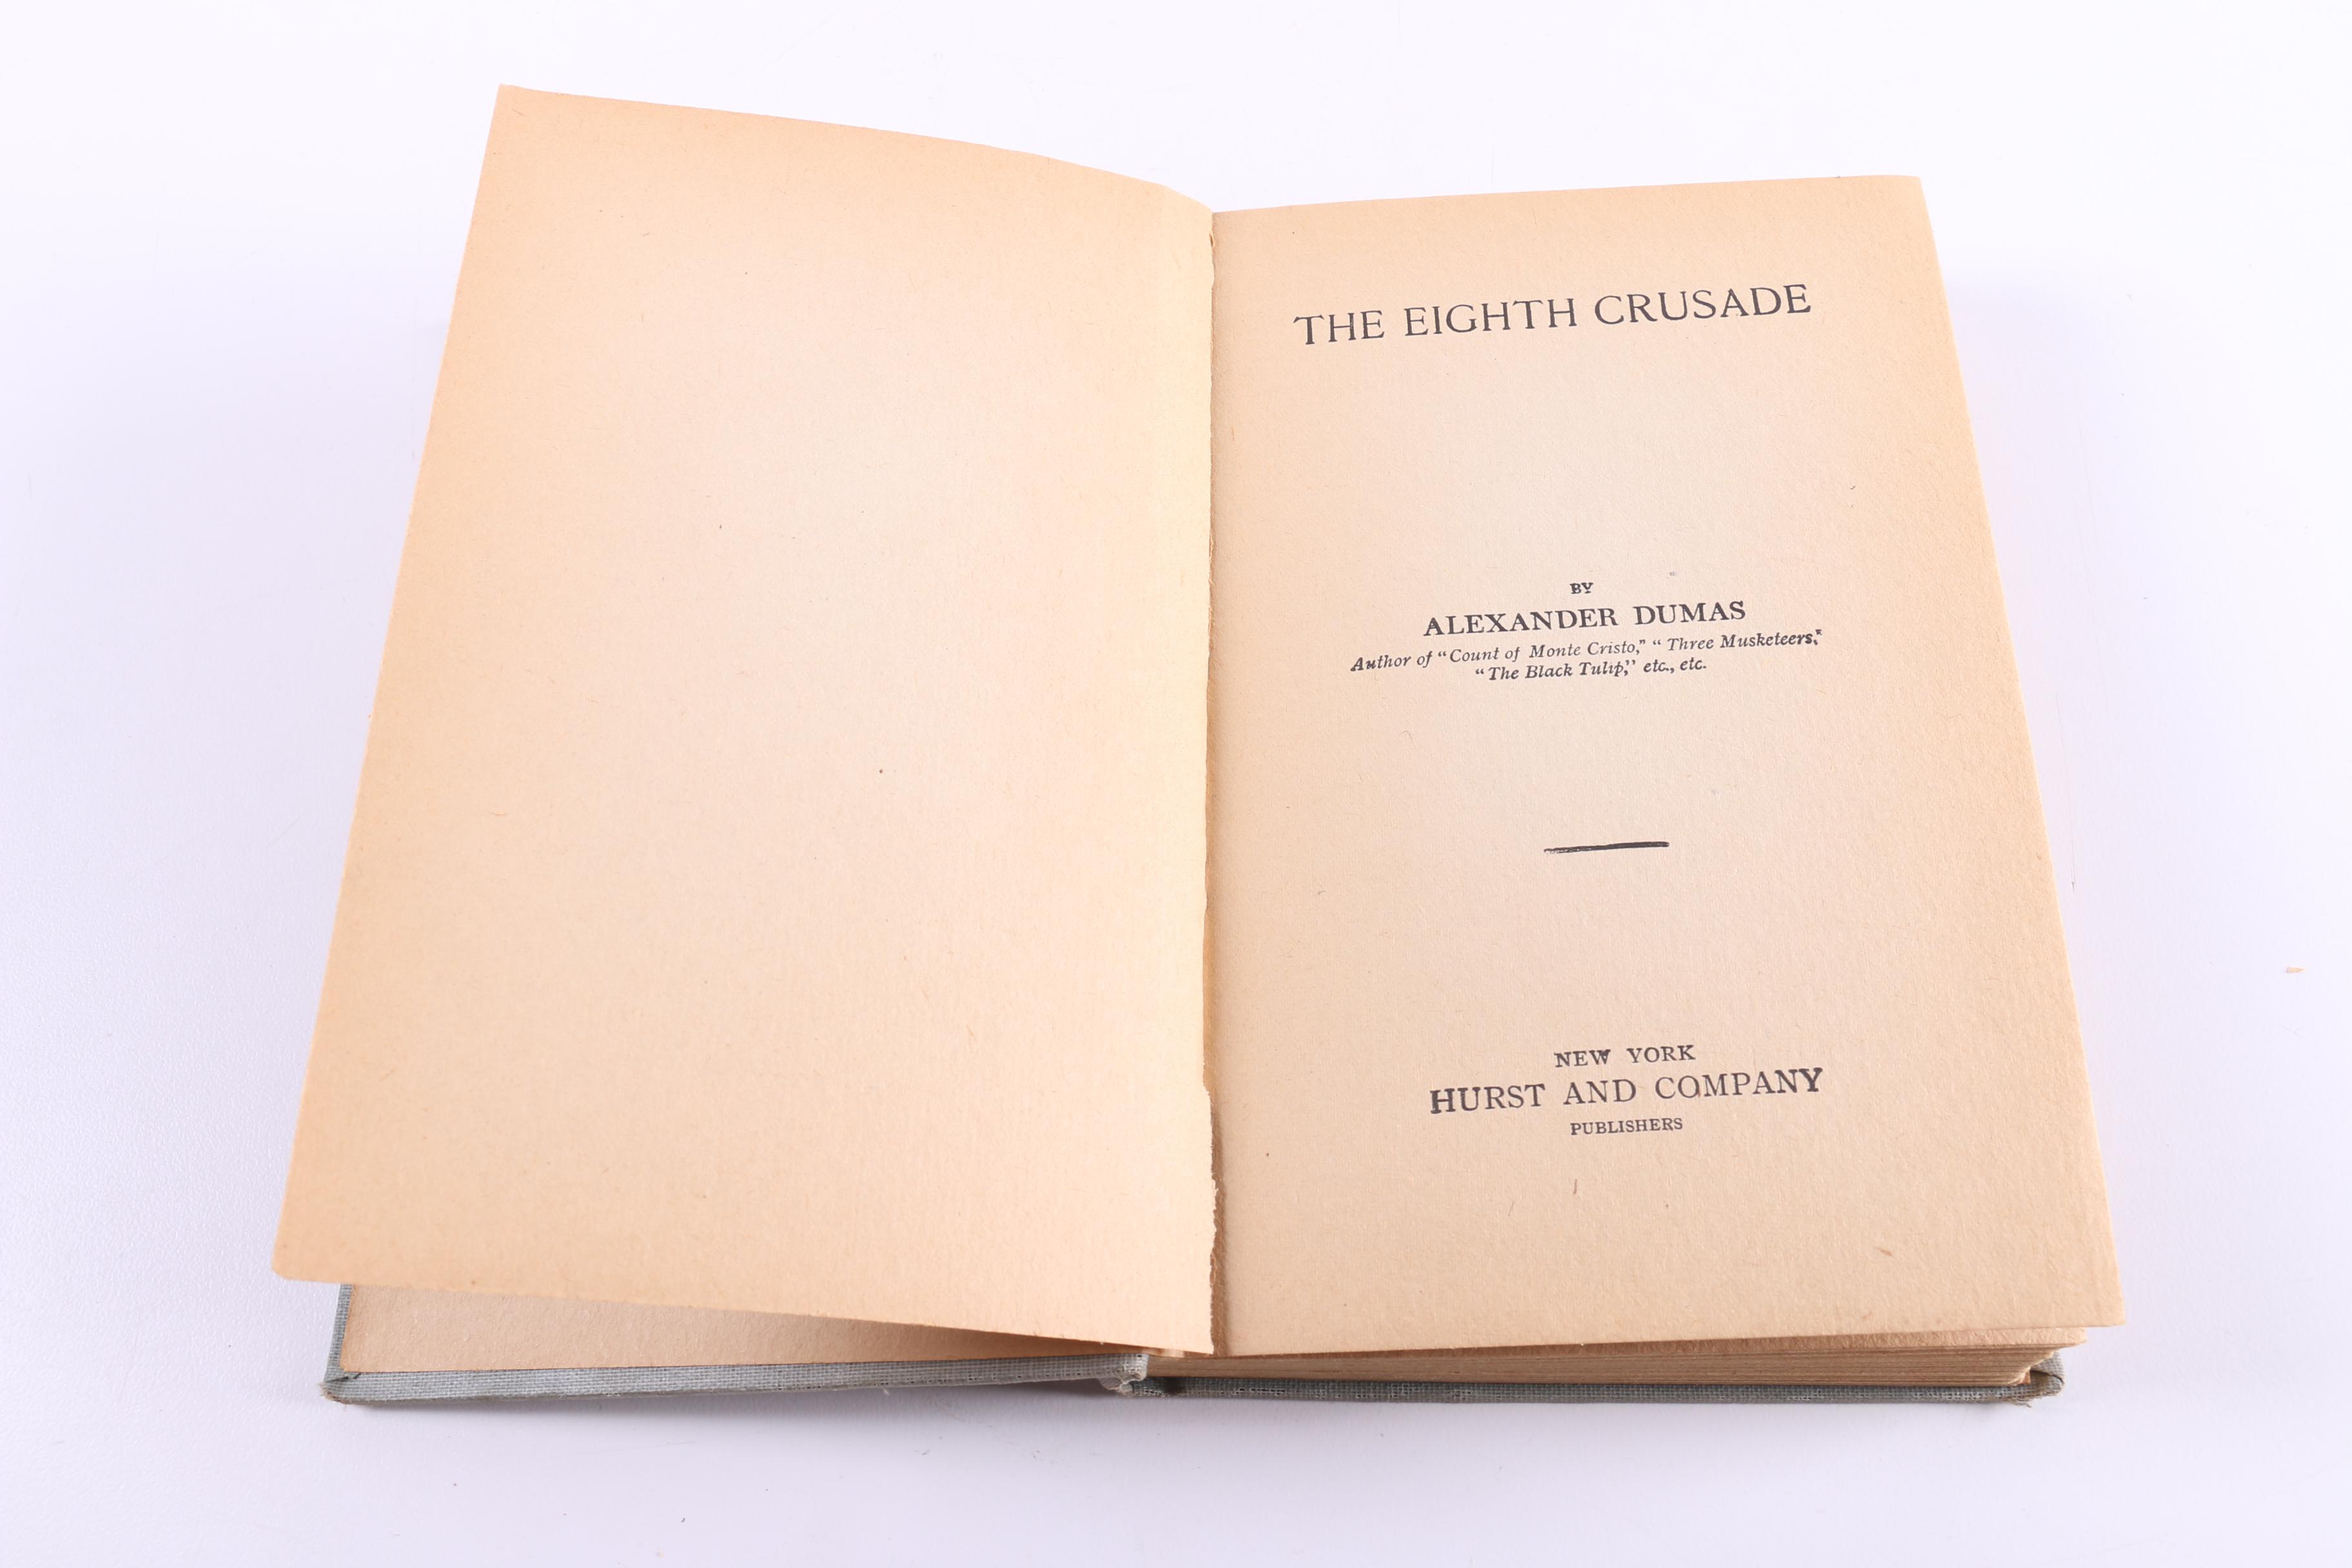 THE EIGHTH CRUSADE
BY
ALEXANDER DUMAS
Author of "Count of Monte Cristo," "Three Musketeers,"
"The Black Tulip," etc., etc.
NEW YORK
HURST AND COMPANY
PUBLISHERS